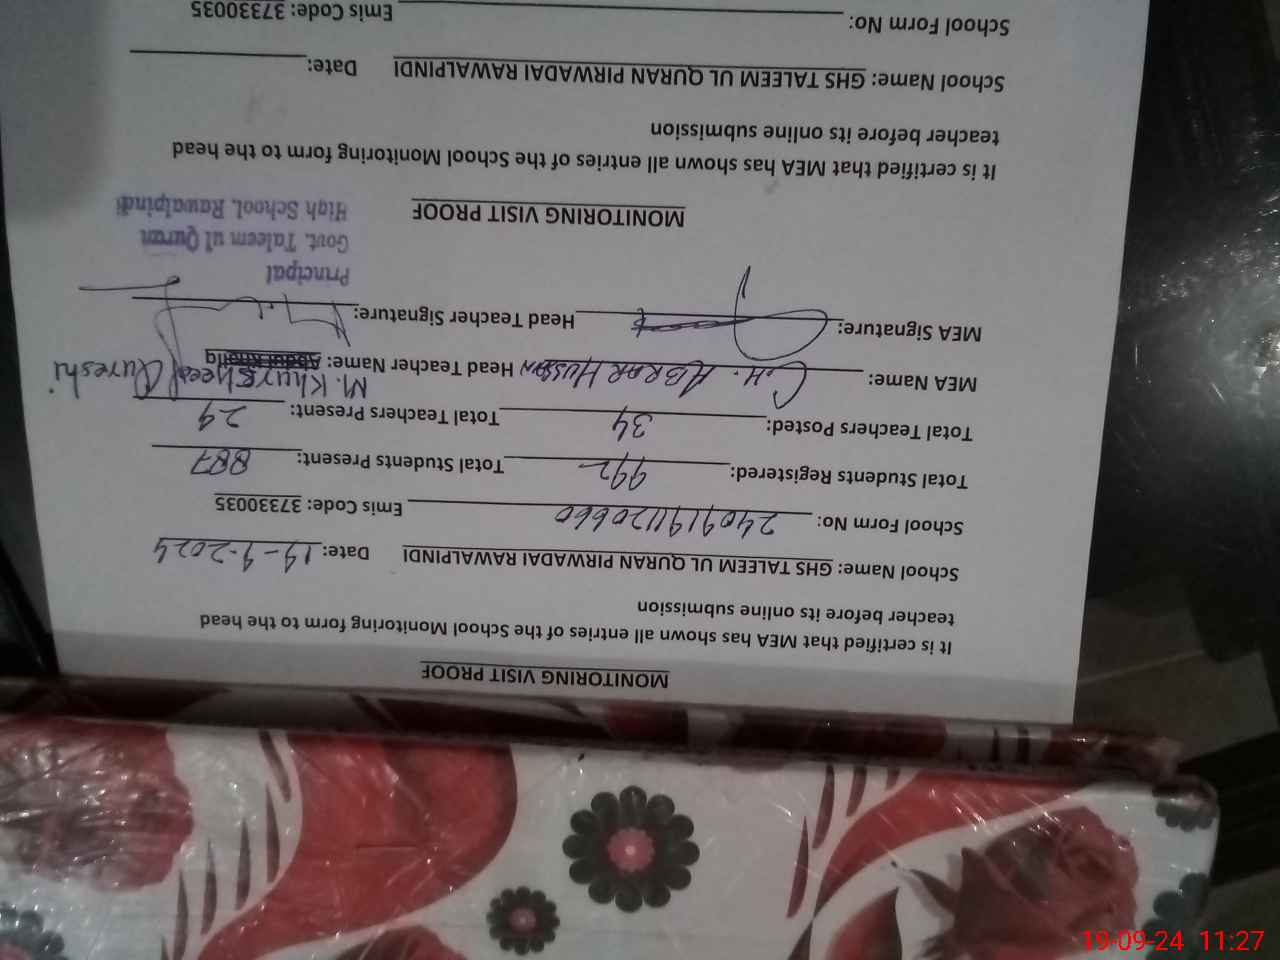 MONITORING VISIT PROOF
It is certified that MEA has shown all entries of the School Monitoring form to the head
teacher before its online submission
School Name: GHS TALEEM UL QURAN PIRWADAI RAWALPINDI Date: 19-9-2024
School Form No: Emis Code: 37330035
Total Students Registered: 992 Total Students Present: 887
Total Teachers Posted: 34 Total Teachers Present: 29
MEA Name: CH. ABRAR HUSSAIN Head Teacher Name: Abdul Khaliq M. Khursheed Qureshi
MEA Signature: Head Teacher Signature:
Principal
Govt. Taleem ul Quran
High School, Rawalpindi
MONITORING VISIT PROOF
It is certified that MEA has shown all entries of the School Monitoring form to the head
teacher before its online submission
School Name: GHS TALEEM UL QURAN PIRWADAI RAWALPINDI Date:
School Form No: Emis Code: 37330035
19-09-24 11:27